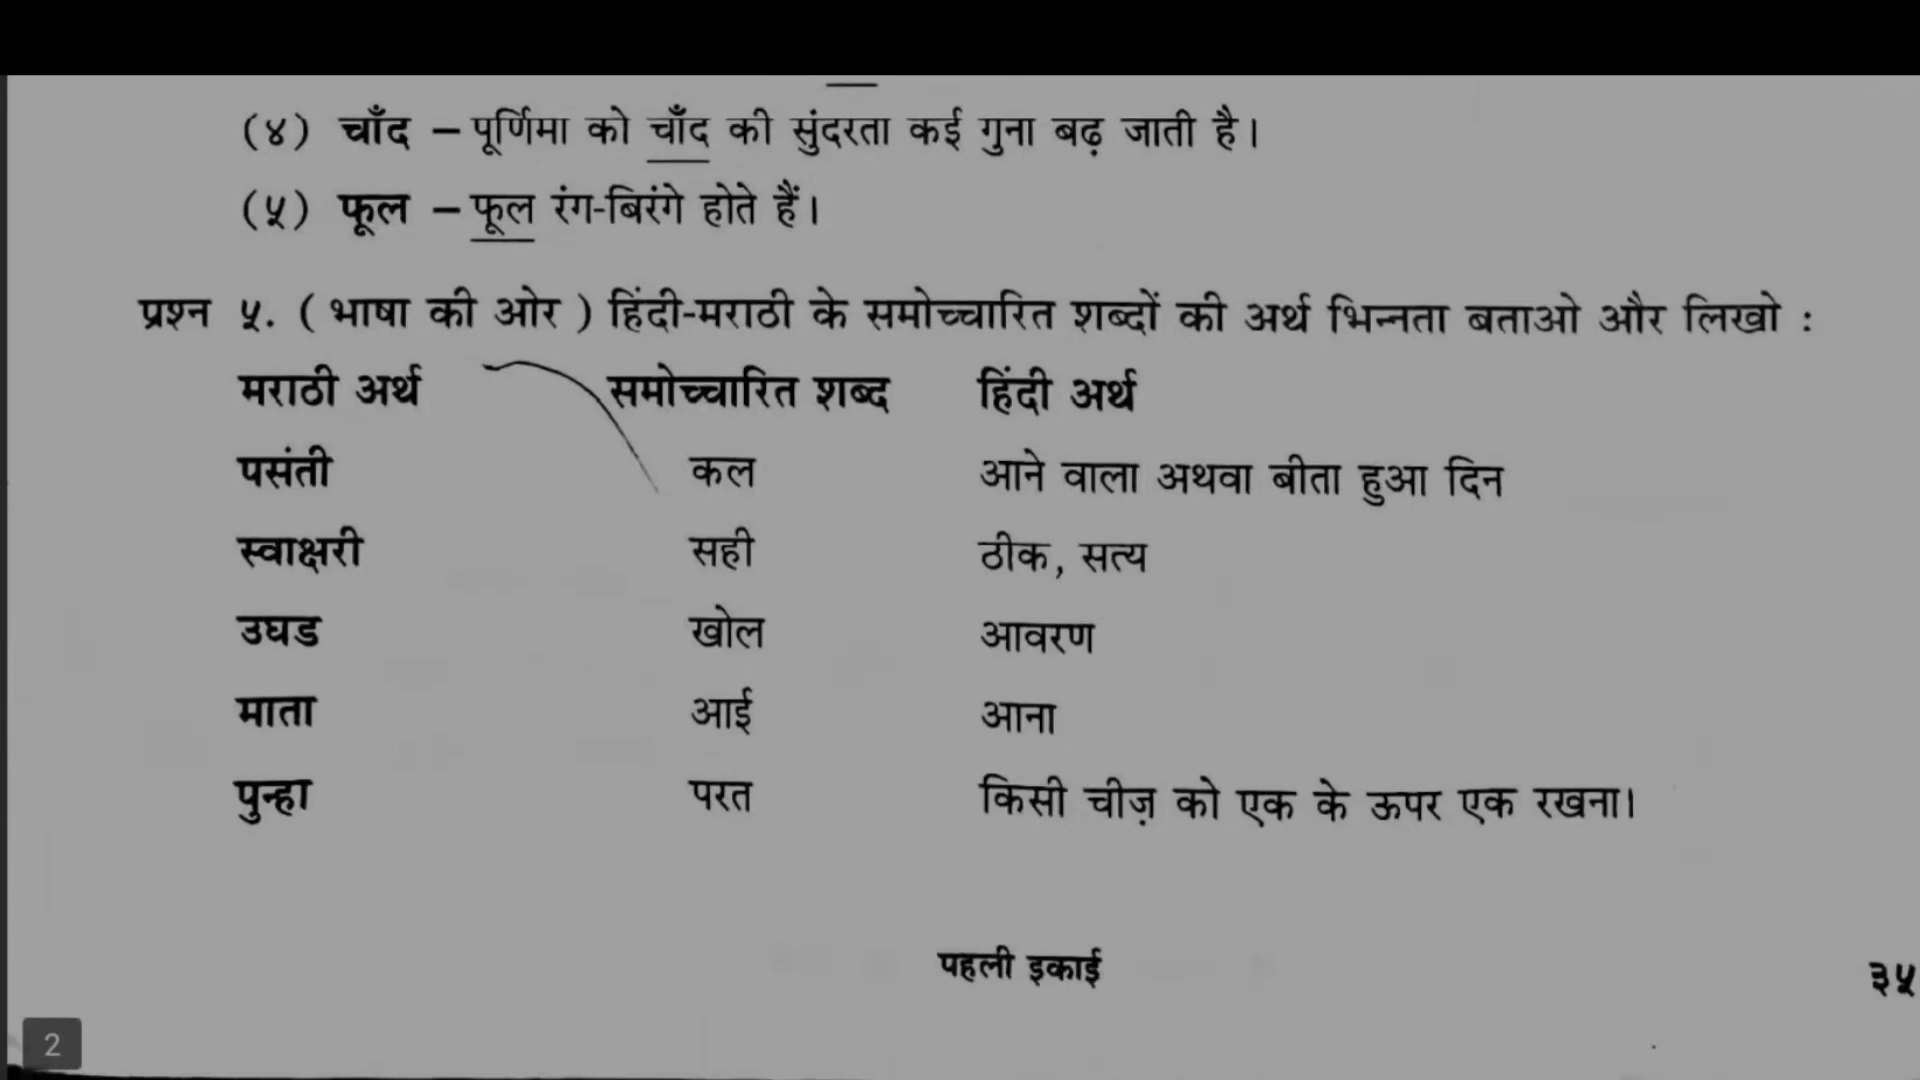 (४) चाँद – पूर्णिमा को चाँद की सुंदरता कई गुना बढ़ जाती है।
(५) फूल – फूल रंग-बिरंगे होते हैं।
प्रश्न ५. ( भाषा की ओर ) हिंदी-मराठी के समोच्चारित शब्दों की अर्थ भिन्नता बताओ और लिखो :
मराठी अर्थ समोच्चारित शब्द हिंदी अर्थ
पसंती कल आने वाला अथवा बीता हुआ दिन
स्वाक्षरी सही ठीक, सत्य
उघड खोल आवरण
माता आई आना
पुन्हा परत किसी चीज़ को एक के ऊपर एक रखना।
पहली इकाई ३५
2